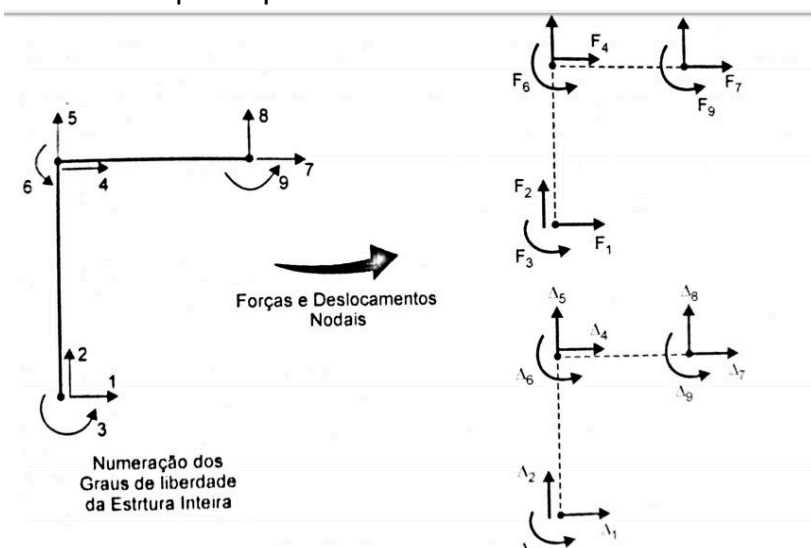 5
8
6
4
9
7
2
1
3
Numeração dos
Graus de liberdade
da Estrtura Inteira
Forças e Deslocamentos
Nodais
F₄
F₆
F₇
F₉
F₂
F₃
F₁
Δ₅
Δ₈
Δ₄
Δ₆
Δ₇
Δ₉
Δ₂
Δ₁